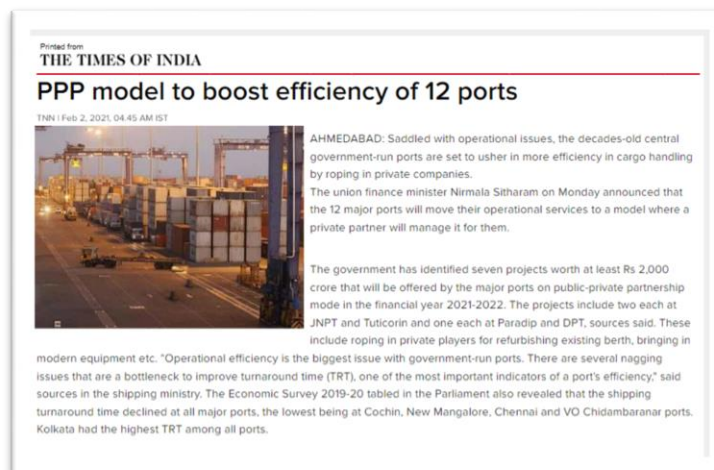 Printed from
THE TIMES OF INDIA
PPP model to boost efficiency of 12 ports
TNN | Feb 2, 2021, 04.45 AM IST
AHMEDABAD: Saddled with operational issues, the decades-old central
government-run ports are set to usher in more efficiency in cargo handling
by roping in private companies.
The union finance minister Nirmala Sitharam on Monday announced that
the 12 major ports will move their operational services to a model where a
private partner will manage it for them.
The government has identified seven projects worth at least Rs 2,000
crore that will be offered by the major ports on public-private partnership
mode in the financial year 2021-2022. The projects include two each at
JNPT and Tuticorin and one each at Paradip and DPT, sources said. These
include roping in private players for refurbishing existing berth, bringing in
modern equipment etc. "Operational efficiency is the biggest issue with government-run ports. There are several nagging
issues that are a bottleneck to improve turnaround time (TRT), one of the most important indicators of a port's efficiency," said
sources in the shipping ministry. The Economic Survey 2019-20 tabled in the Parliament also revealed that the shipping
turnaround time declined at all major ports, the lowest being at Cochin, New Mangalore, Chennai and VO Chidambaranar ports.
Kolkata had the highest TRT among all ports.